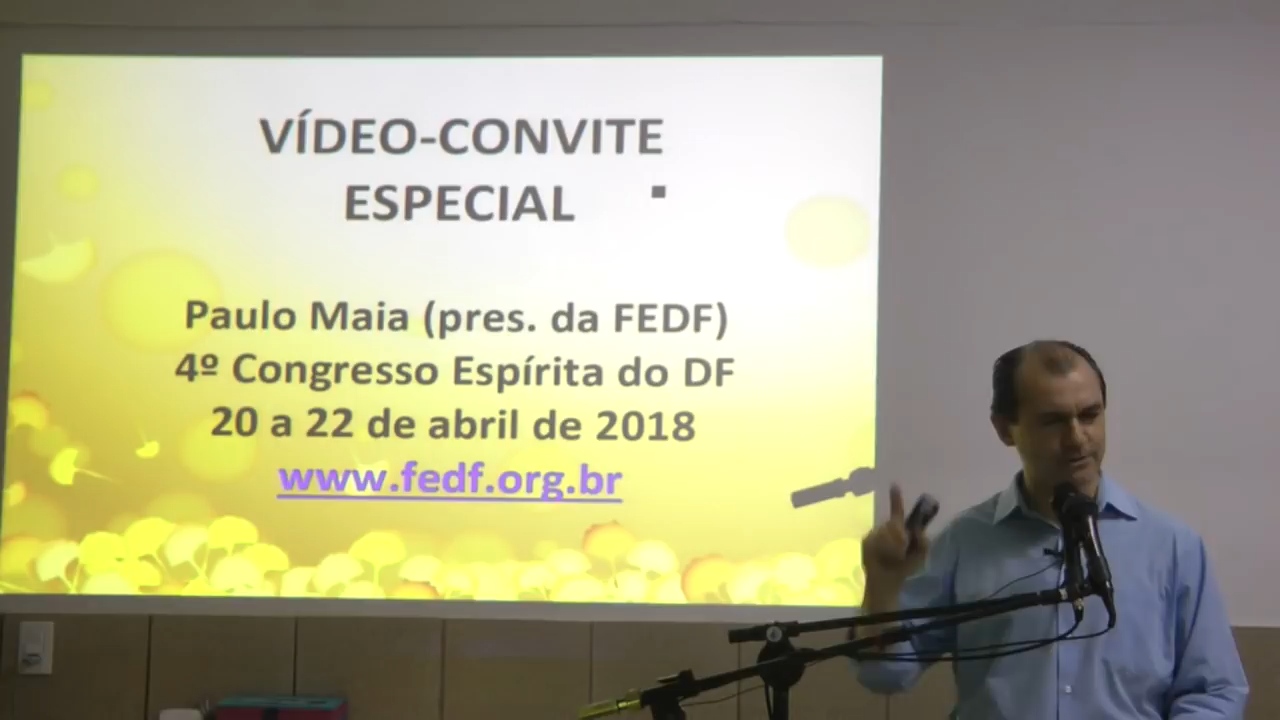 VÍDEO-CONVITE
ESPECIAL
Paulo Maia (pres. da FEDF)
4º Congresso Espírita do DF
20 a 22 de abril de 2018
www.fedf.org.br